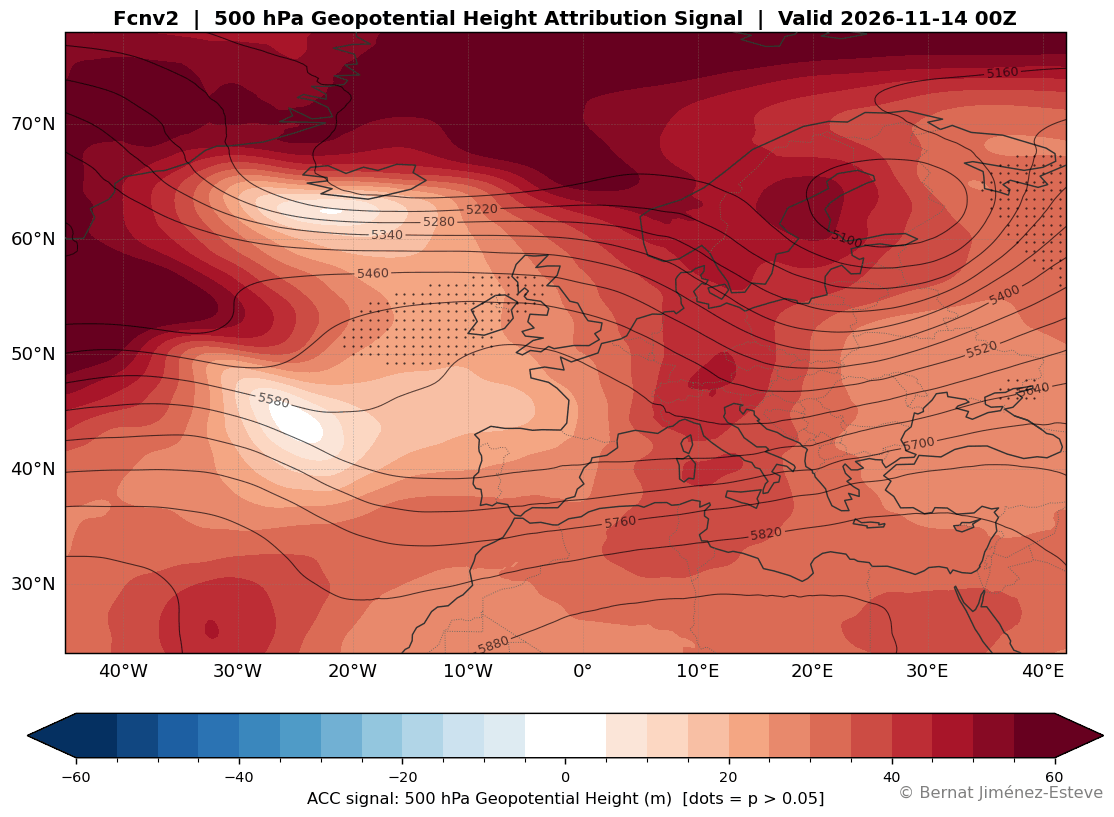 Fcnv2 | 500 hPa Geopotential Height Attribution Signal | Valid 2026-11-14 00Z
5160
70°N
5220
60°N
5280
5340
5100
5460
5400
50°N
5520
5580
5640
5700
40°N
5760
5820
30°N
5880
40°W 30°W 20°W 10°W 0° 10°E 20°E 30°E 40°E
−60 −40 −20 0 20 40 60
ACC signal: 500 hPa Geopotential Height (m) [dots = p > 0.05]
© Bernat Jiménez-Esteve